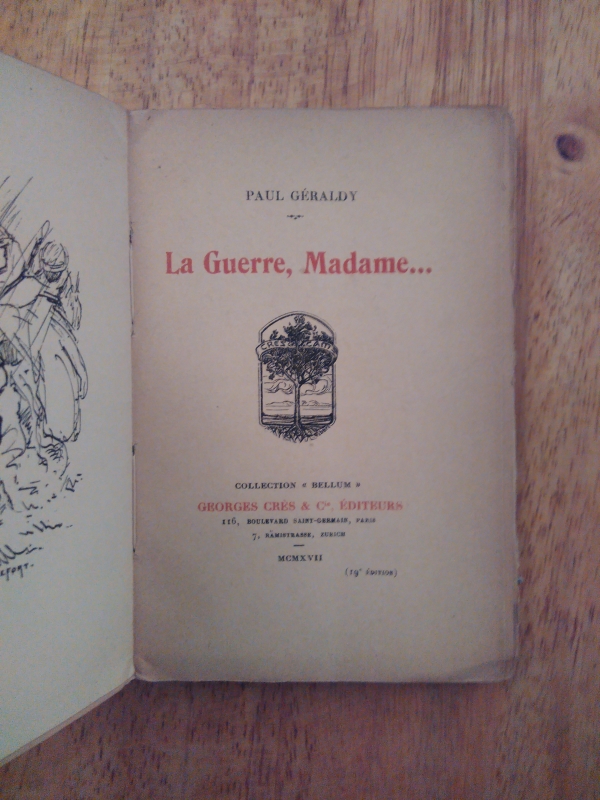 PAUL GÉRALDY
La Guerre, Madame...
COLLECTION « BELLUM »
GEORGES CRÈS & Cie, ÉDITEURS
116, BOULEVARD SAINT-GERMAIN, PARIS
7, RÄMISTRASSE, ZURICH
MCMXVII
(19e ÉDITION)